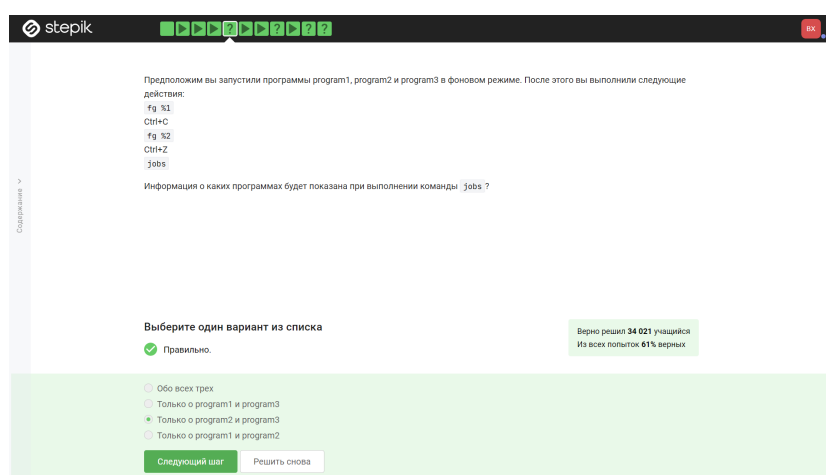 stepik
? ? ? ?
BX
Предположим вы запустили программы program1, program2 и program3 в фоновом режиме. После этого вы выполнили следующие
действия:
fg %1
Ctrl+C
fg %2
Ctrl+Z
jobs
Информация о каких программах будет показана при выполнении команды jobs ?
Содержание
Выберите один вариант из списка
Правильно.
Верно решил 34 021 учащийся
Из всех попыток 61% верных
Обо всех трех
Только о program1 и program3
Только о program2 и program3
Только о program1 и program2
Следующий шаг
Решить снова